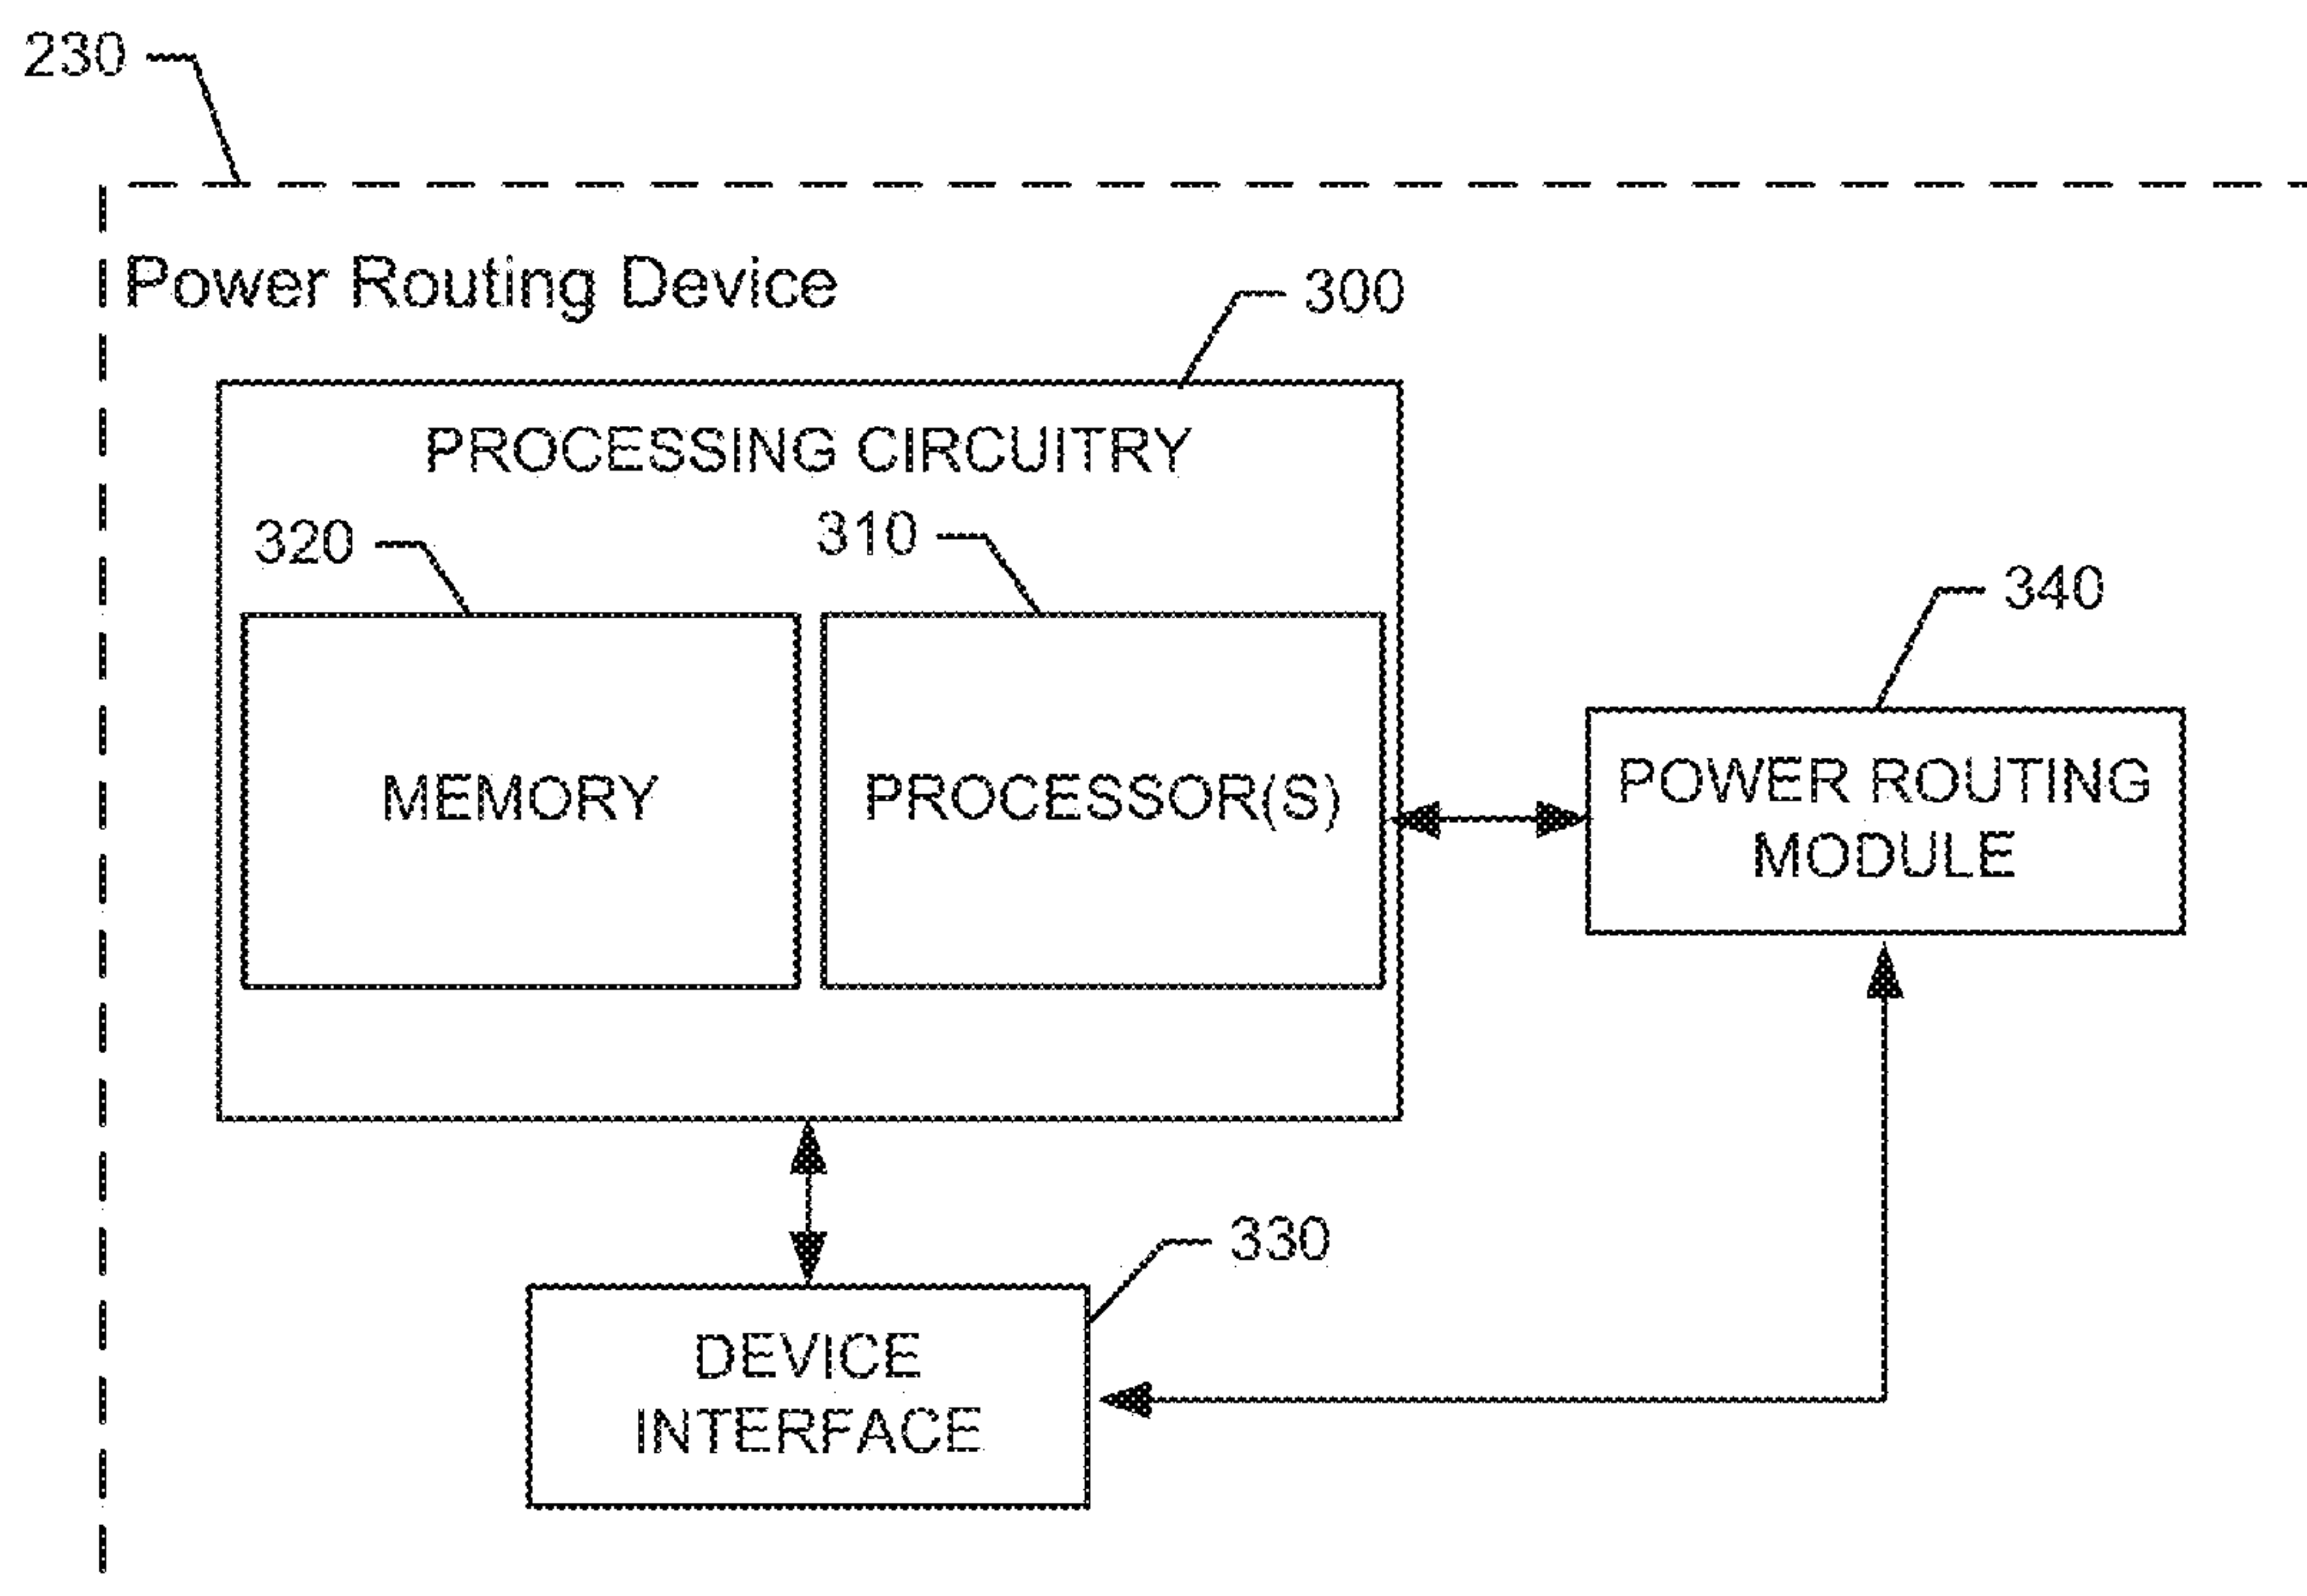 230
Power Routing Device
300
PROCESSING CIRCUITRY
320
310
340
MEMORY
PROCESSOR(S)
POWER ROUTING
MODULE
330
DEVICE
INTERFACE